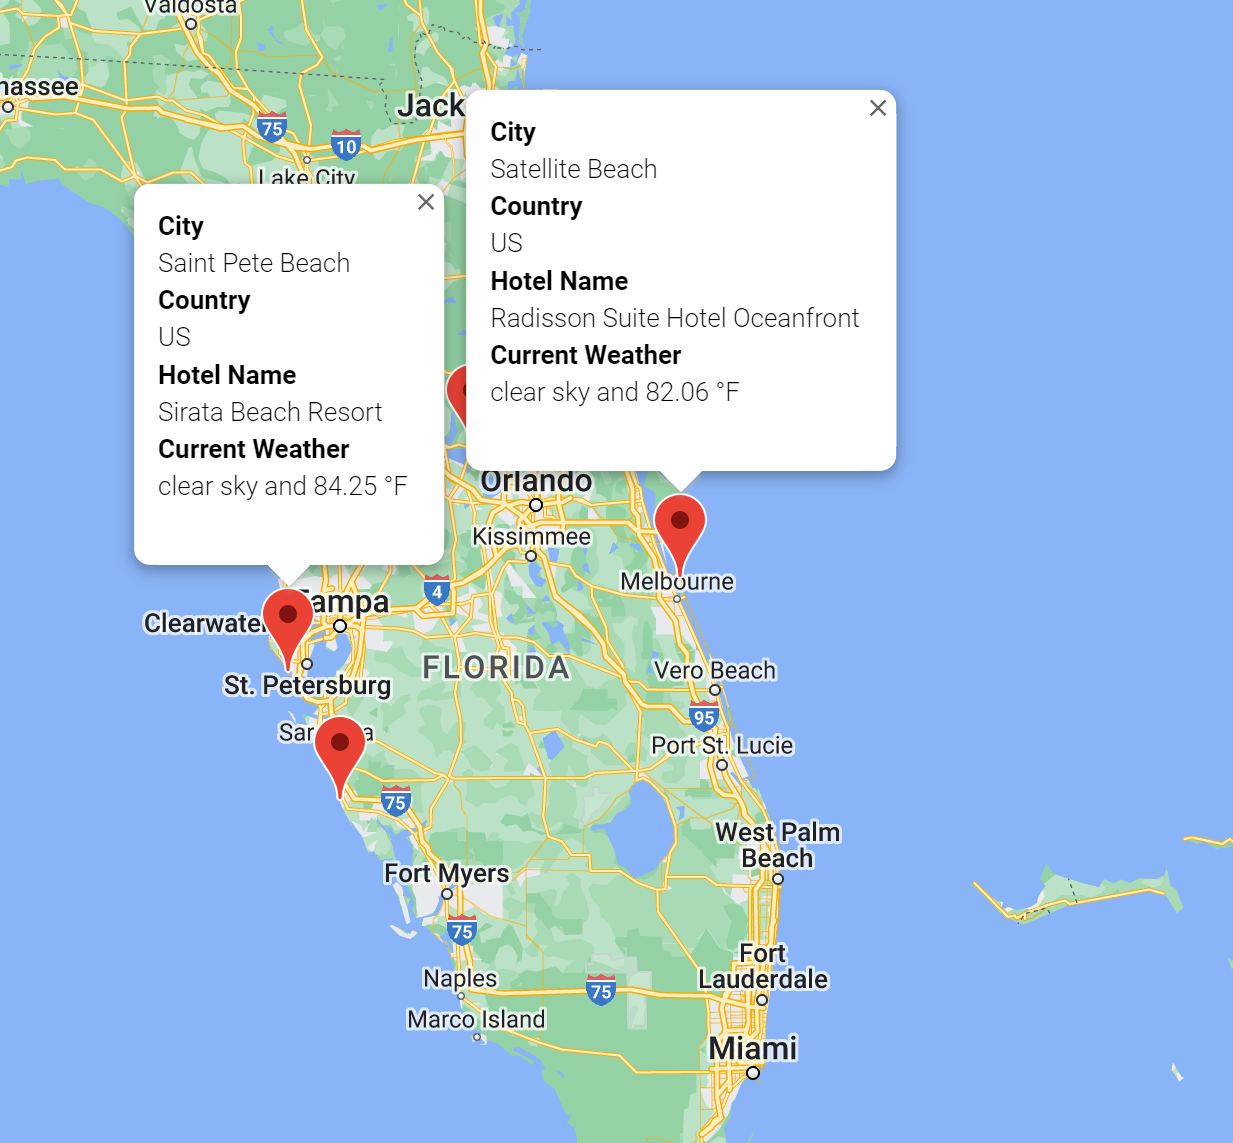 Valdosta
hassee
Jack
75
10
Lake City
City
Satellite Beach
Country
US
Hotel Name
Radisson Suite Hotel Oceanfront
Current Weather
clear sky and 82.06 °F
City
Saint Pete Beach
Country
US
Hotel Name
Sirata Beach Resort
Current Weather
clear sky and 84.25 °F
Orlando
Kissimmee
4
Melbourne
Tampa
Clearwater
FLORIDA
St. Petersburg
Vero Beach
95
Sar a
Port St. Lucie
75
West Palm
Beach
Fort Myers
75
Fort
Lauderdale
Naples
75
Marco Island
Miami